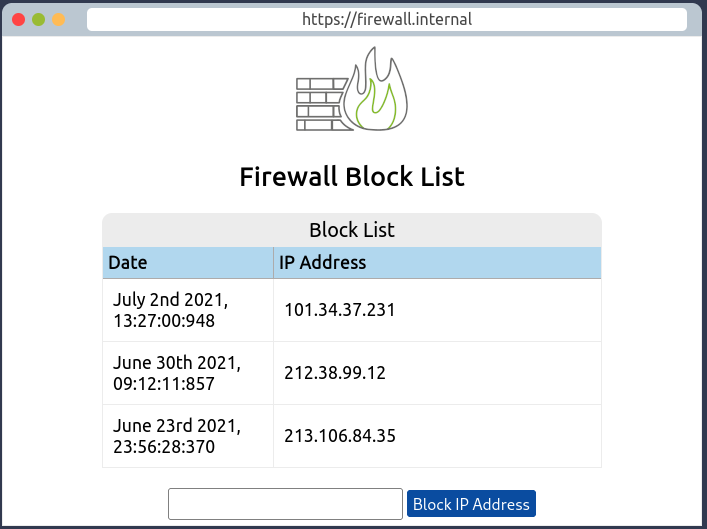 https://firewall.internal
Firewall Block List
Block List
Date IP Address
July 2nd 2021,
13:27:00:948
101.34.37.231
June 30th 2021,
09:12:11:857
212.38.99.12
June 23rd 2021,
23:56:28:370
213.106.84.35
Block IP Address